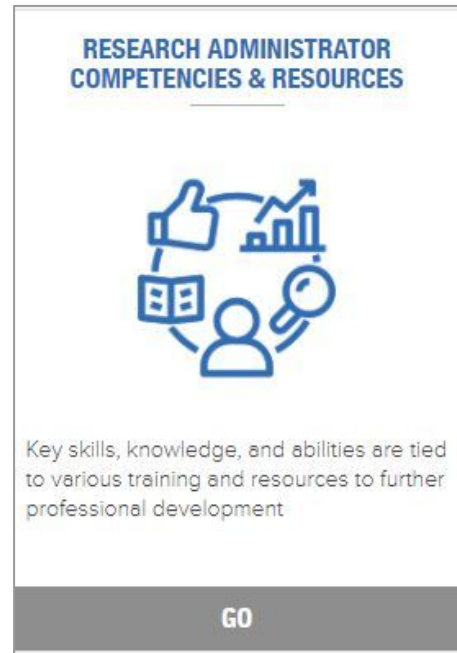 RESEARCH ADMINISTRATOR
COMPETENCIES & RESOURCES
Key skills, knowledge, and abilities are tied
to various training and resources to further
professional development
GO